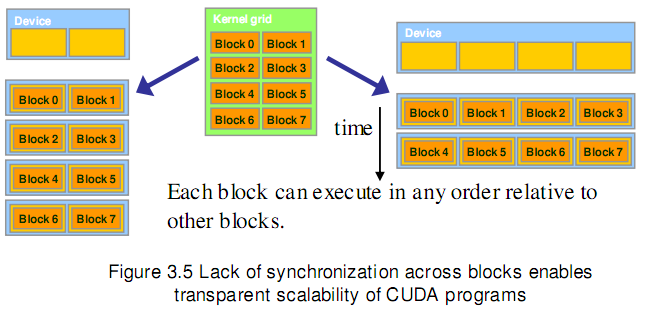 Device
Block 0 Block 1
Block 2 Block 3
Block 4 Block 5
Block 6 Block 7
Kernel grid
Block 0 Block 1
Block 2 Block 3
Block 4 Block 5
Block 6 Block 7
Device
Block 0 Block 1 Block 2 Block 3
Block 4 Block 5 Block 6 Block 7
time
Each block can execute in any order relative to
other blocks.
Figure 3.5 Lack of synchronization across blocks enables
transparent scalability of CUDA programs